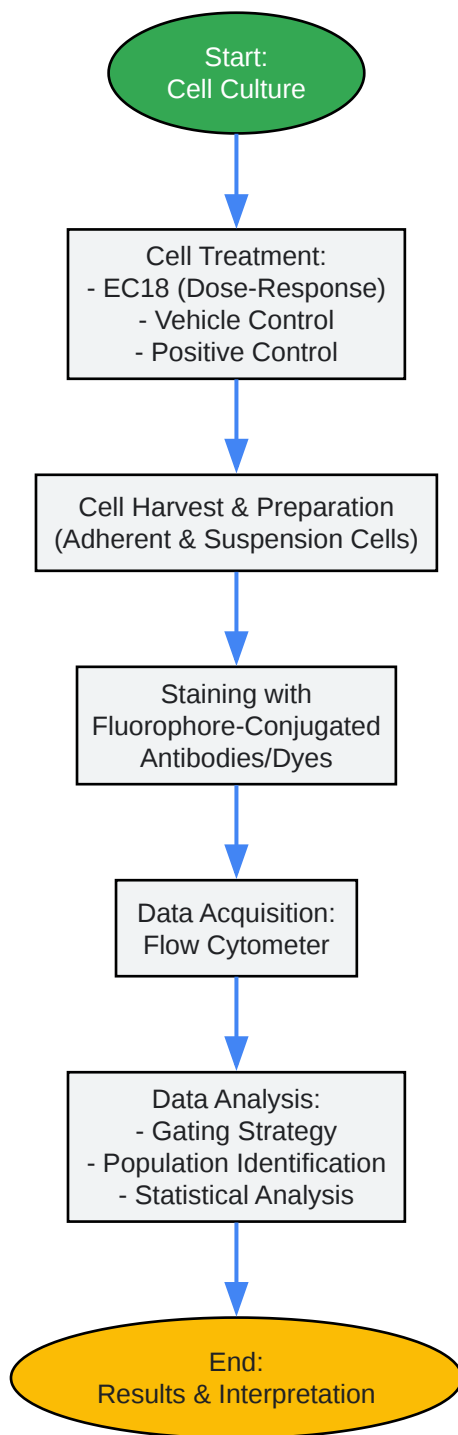 Start:
Cell Culture
Cell Treatment:
- EC18 (Dose-Response)
- Vehicle Control
- Positive Control
Cell Harvest & Preparation
(Adherent & Suspension Cells)
Staining with
Fluorophore-Conjugated
Antibodies/Dyes
Data Acquisition:
Flow Cytometer
Data Analysis:
- Gating Strategy
- Population Identification
- Statistical Analysis
End:
Results & Interpretation